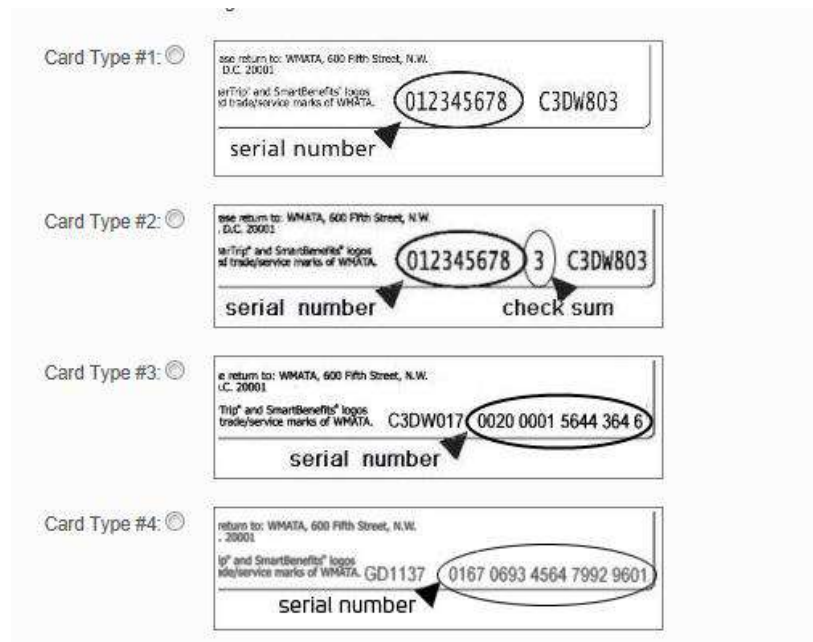 Card Type #1:
ase return to: WMATA, 600 Fifth Street, N.W.
D.C. 20001
arTrip® and SmartBenefits® logos
d trade/service marks of WMATA.
012345678 C3DW803
serial number
Card Type #2:
ase return to: WMATA, 600 Fifth Street, N.W.
. D.C. 20001
arTrip® and SmartBenefits® logos
d trade/service marks of WMATA.
012345678 3 C3DW803
serial number check sum
Card Type #3:
e return to: WMATA, 600 Fifth Street, N.W.
.C. 20001
Trip® and SmartBenefits® logos
trade/service marks of WMATA.
C3DW017 0020 0001 5644 364 6
serial number
Card Type #4:
return to: WMATA, 600 Fifth Street, N.W.
. 20001
ip® and SmartBenefits® logos
ade/service marks of WMATA.
GD1137 0167 0693 4564 7992 9601
serial number